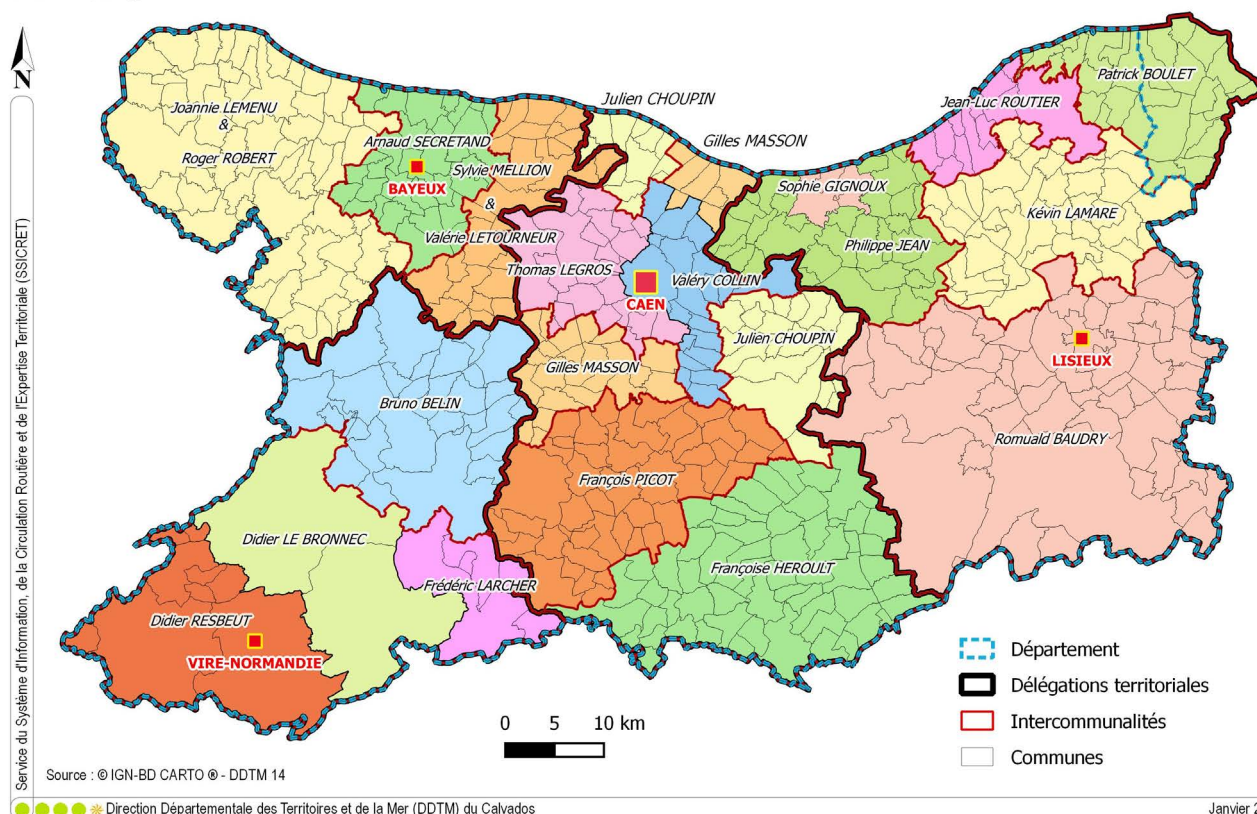 Julien CHOUPIN
Gilles MASSON
Patrick BOULET
Jean-Luc ROUTIER
Joannie LEMENU
&
Roger ROBERT
Arnaud SECRETAND
BAYEUX
Sylvie MELLION
&
Valérie LETOURNEUR
Sophie GIGNOUX
Kévin LAMARE
Philippe JEAN
Thomas LEGROS
Valéry COLLIN
CAEN
Julien CHOUPIN
LISIEUX
Gilles MASSON
Bruno BELIN
Romuald BAUDRY
François PICOT
Didier LE BRONNEC
Françoise HEROULT
Frédéric LARCHER
Didier RESBEUT
VIRE-NORMANDIE
N
Service du Système d'Information, de la Circulation Routière et de l'Expertise Territoriale (SSICRET)
0 5 10 km
Département
Délégations territoriales
Intercommunalités
Communes
Source : © IGN-BD CARTO ® - DDTM 14
Direction Départementale des Territoires et de la Mer (DDTM) du Calvados
Janvier 2